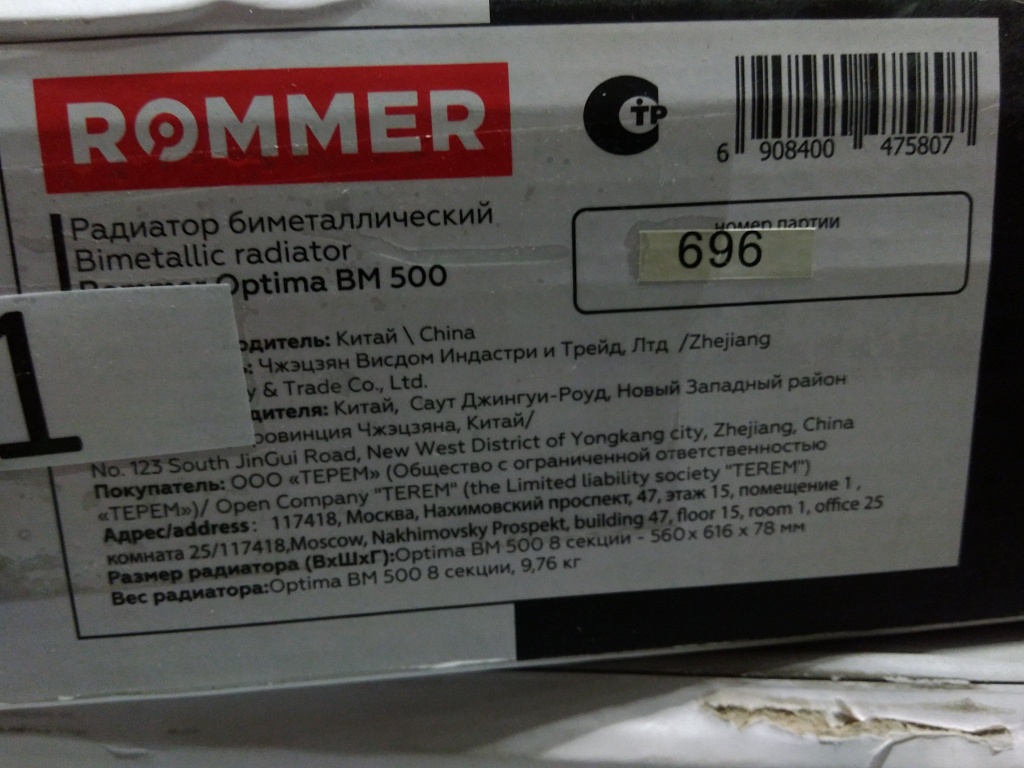 ROMMER
ТР
6 908400 475807
Радиатор биметаллический
Bimetallic radiator
Rommer Optima BM 500
номер партии
696
1
одитель: Китай \ China
: Чжэцзян Висдом Индастри и Трейд, Лтд /Zhejiang
y & Trade Co., Ltd.
дителя: Китай, Саут Джингуи-Роуд, Новый Западный район
ровинция Чжэцзяна, Китай/
No. 123 South JinGui Road, New West District of Yongkang city, Zhejiang, China
Покупатель: ООО «ТЕРЕМ» (Общество с ограниченной ответственностью
«ТЕРЕМ»)/ Open Company "TEREM" (the Limited liability society "TEREM")
Адрес/address: 117418, Москва, Нахимовский проспект, 47, этаж 15, помещение 1,
комната 25/117418,Moscow, Nakhimovsky Prospekt, building 47, floor 15, room 1, office 25
Размер радиатора (ВхШхГ):Optima BM 500 8 секции - 560 x 616 x 78 мм
Вес радиатора:Optima BM 500 8 секции, 9,76 кг